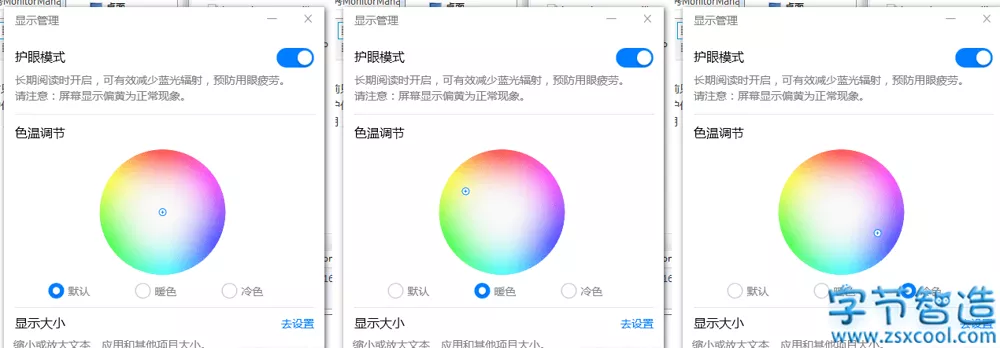 MonitorMana
桌面
显示管理
护眼模式
长期阅读时开启，可有效减少蓝光辐射，预防用眼疲劳。
请注意：屏幕显示偏黄为正常现象。
色温调节
默认 暖色 冷色
显示大小 去设置
缩小或放大文本、应用和其他项目大小。
MonitorMana
桌面
显示管理
护眼模式
长期阅读时开启，可有效减少蓝光辐射，预防用眼疲劳。
请注意：屏幕显示偏黄为正常现象。
色温调节
默认 暖色 冷色
显示大小 去设置
缩小或放大文本、应用和其他项目大小。
MonitorMana
桌面
显示管理
护眼模式
长期阅读时开启，可有效减少蓝光辐射，预防用眼疲劳。
请注意：屏幕显示偏黄为正常现象。
色温调节
默认 冷色
显示大小 去设置
缩小或放大文本、应用和其他项目大小。
字节智造
www.zsxcool.com